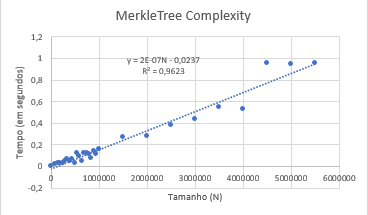 MerkleTree Complexity
1,2
1
0,8
0,6
0,4
0,2
0
-0,2
Tempo (em segundos)
y = 2E-07N - 0,0237
R² = 0,9623
0 1000000 2000000 3000000 4000000 5000000 6000000
Tamanho (N)